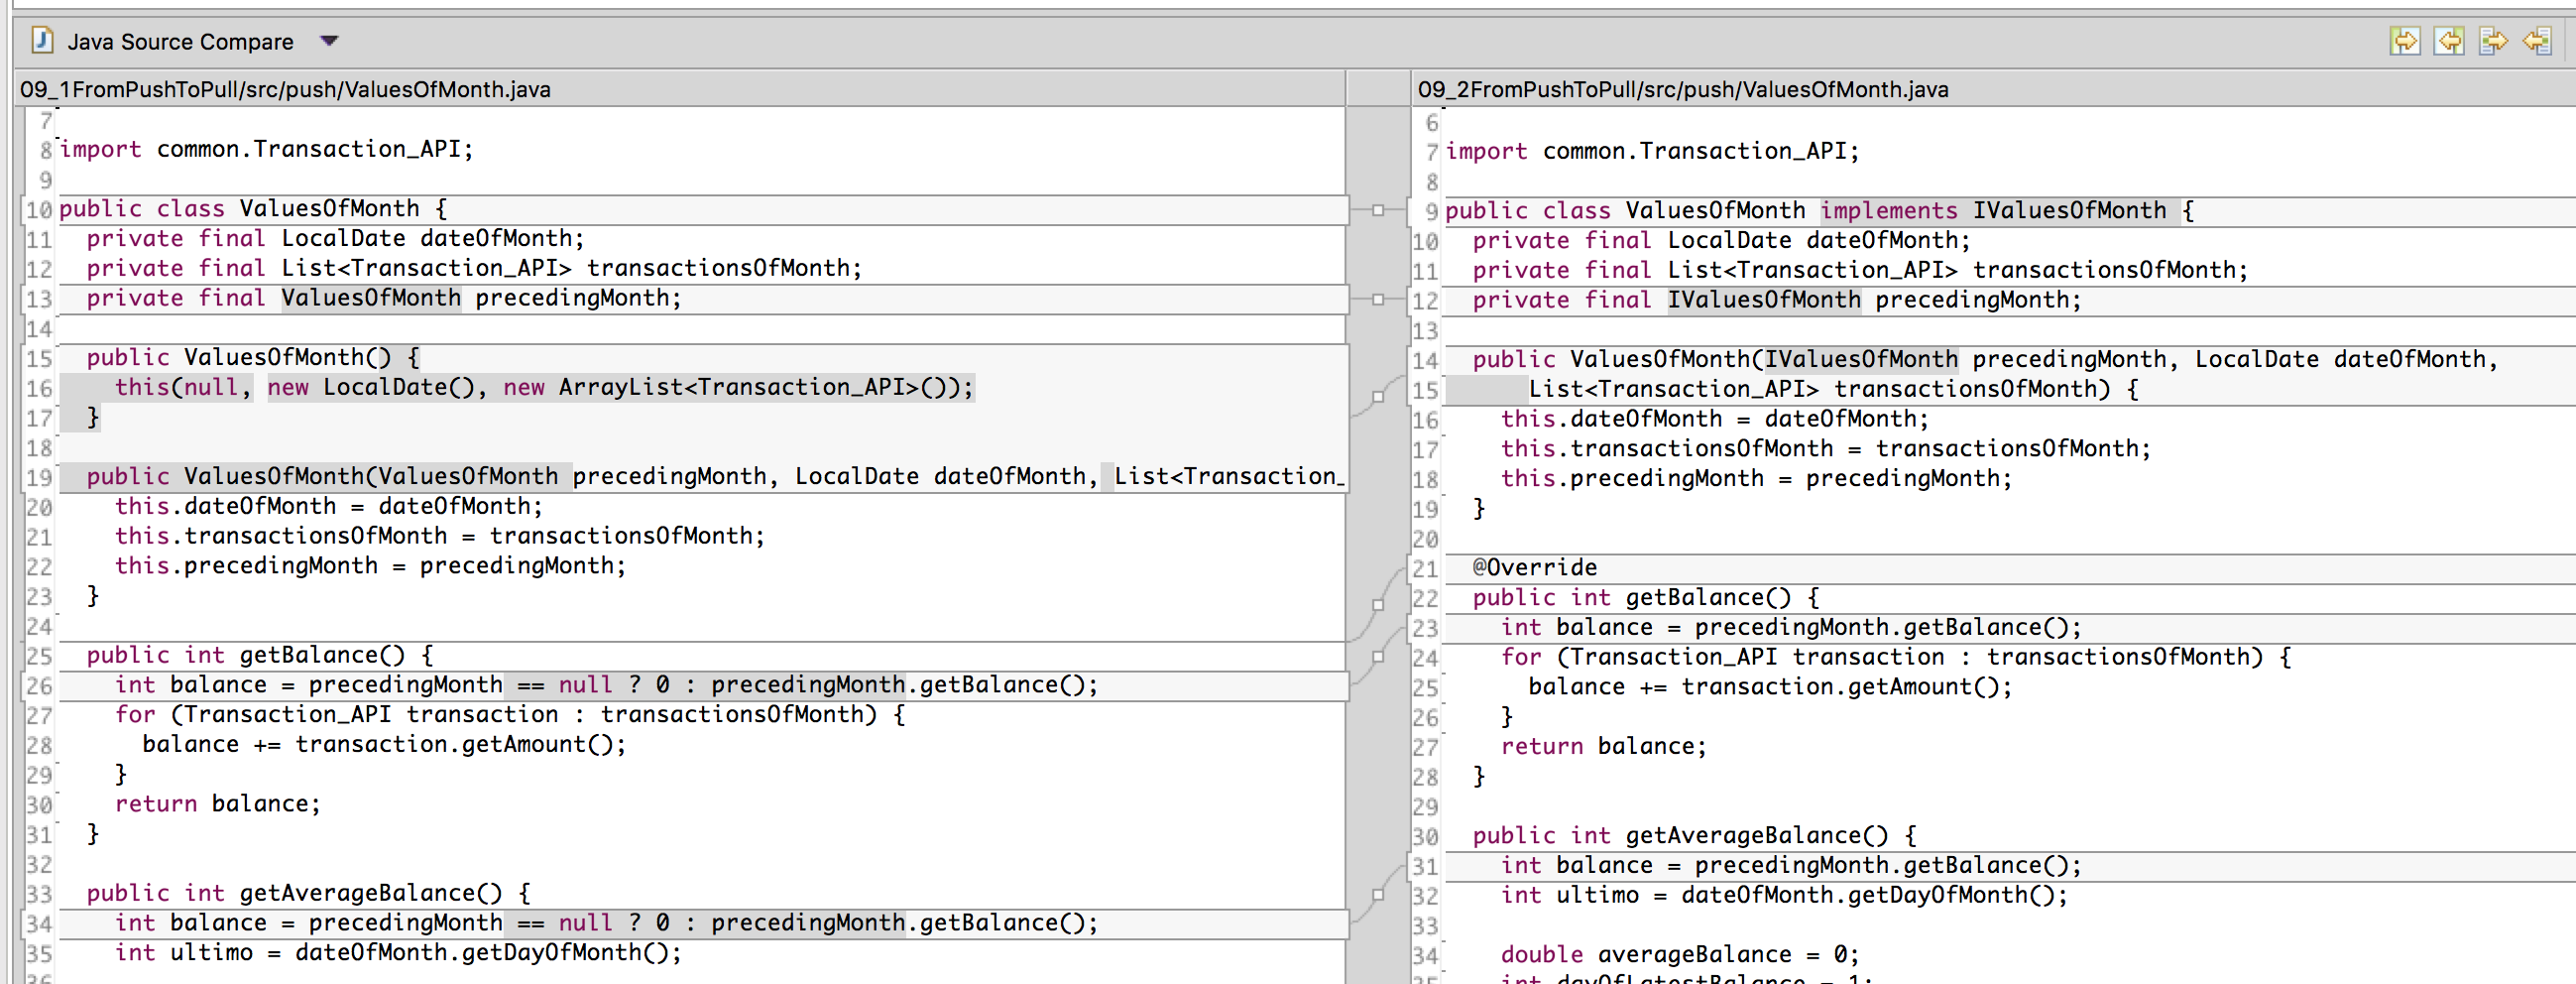 Java Source Compare
09_1FromPushToPull/src/push/ValuesOfMonth.java
7
8 import common.Transaction_API;
9
10 public class ValuesOfMonth {
11 private final LocalDate dateOfMonth;
12 private final List<Transaction_API> transactionsOfMonth;
13 private final ValuesOfMonth precedingMonth;
14
15 public ValuesOfMonth() {
16 this(null, new LocalDate(), new ArrayList<Transaction_API>());
17 }
18
19 public ValuesOfMonth(ValuesOfMonth precedingMonth, LocalDate dateOfMonth, List<Transaction_
20 this.dateOfMonth = dateOfMonth;
21 this.transactionsOfMonth = transactionsOfMonth;
22 this.precedingMonth = precedingMonth;
23 }
24
25 public int getBalance() {
26 int balance = precedingMonth == null ? 0 : precedingMonth.getBalance();
27 for (Transaction_API transaction : transactionsOfMonth) {
28 balance += transaction.getAmount();
29 }
30 return balance;
31 }
32
33 public int getAverageBalance() {
34 int balance = precedingMonth == null ? 0 : precedingMonth.getBalance();
35 int ultimo = dateOfMonth.getDayOfMonth();
36
09_2FromPushToPull/src/push/ValuesOfMonth.java
6
7 import common.Transaction_API;
8
9 public class ValuesOfMonth implements IValuesOfMonth {
10 private final LocalDate dateOfMonth;
11 private final List<Transaction_API> transactionsOfMonth;
12 private final IValuesOfMonth precedingMonth;
13
14 public ValuesOfMonth(IValuesOfMonth precedingMonth, LocalDate dateOfMonth,
15 List<Transaction_API> transactionsOfMonth) {
16 this.dateOfMonth = dateOfMonth;
17 this.transactionsOfMonth = transactionsOfMonth;
18 this.precedingMonth = precedingMonth;
19 }
20
21 @Override
22 public int getBalance() {
23 int balance = precedingMonth.getBalance();
24 for (Transaction_API transaction : transactionsOfMonth) {
25 balance += transaction.getAmount();
26 }
27 return balance;
28 }
29
30 public int getAverageBalance() {
31 int balance = precedingMonth.getBalance();
32 int ultimo = dateOfMonth.getDayOfMonth();
33
34 double averageBalance = 0;
35 int dayOfLatestBalance = 1;